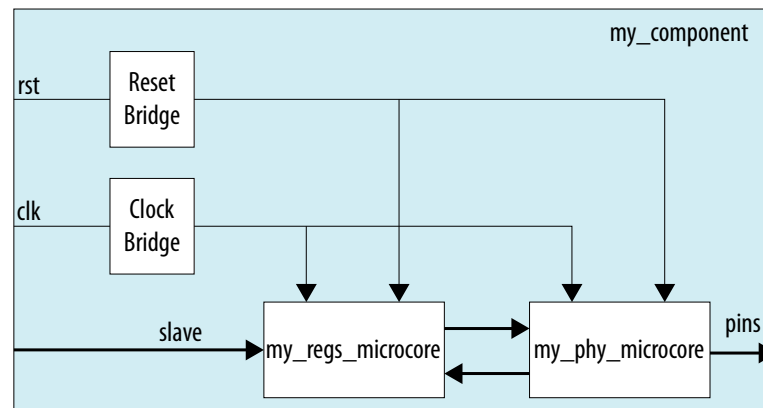 my_component
rst
Reset
Bridge
clk
Clock
Bridge
slave
my_regs_microcore
my_phy_microcore
pins